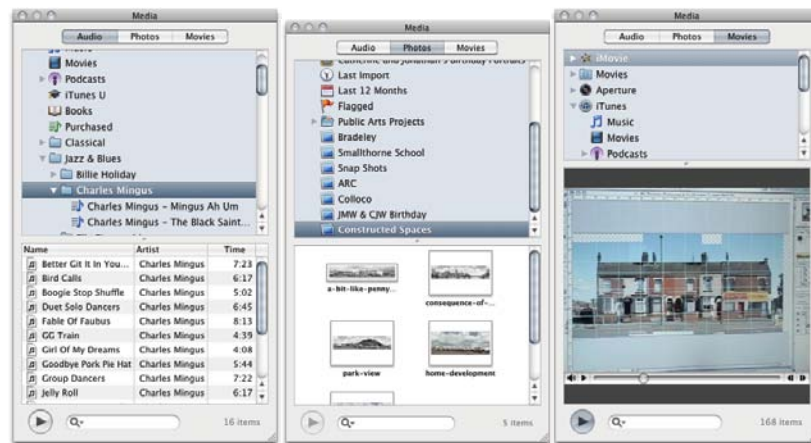 Media
Audio Photos Movies
Music
Movies
Podcasts
iTunes U
Books
Purchased
Classical
Jazz & Blues
Billie Holiday
Charles Mingus
Charles Mingus – Mingus Ah Um
Charles Mingus – The Black Saint...
Name Artist Time
Better Git It In You... Charles Mingus 7:23
Bird Calls Charles Mingus 6:17
Boogie Stop Shuffle Charles Mingus 5:02
Duet Solo Dancers Charles Mingus 6:45
Fable Of Faubus Charles Mingus 8:13
GG Train Charles Mingus 4:39
Girl Of My Dreams Charles Mingus 4:08
Goodbye Pork Pie Hat Charles Mingus 5:44
Group Dancers Charles Mingus 7:22
Jelly Roll Charles Mingus 6:17
16 items
Media
Audio Photos Movies
Catherine and Jonathan's Birthday Portraits
Last Import
Last 12 Months
Flagged
Public Arts Projects
Bradeley
Smallthorne School
Snap Shots
ARC
Colloco
JMW & CJW Birthday
Constructed Spaces
a-bit-like-penny...
consequence-of-...
park-view
home-development
5 items
Media
Audio Photos Movies
iMovie
Movies
Aperture
iTunes
Music
Movies
Podcasts
168 items